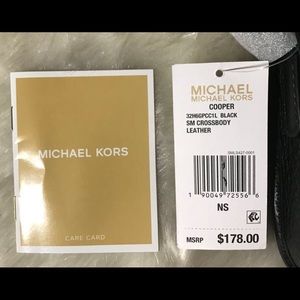 MICHAEL KORS
CARE CARD
MICHAEL
MICHAEL KORS
COOPER
32H6GPCC1L BLACK
SM CROSSBODY
LEATHER
1 90049 72556 6
NS
MSRP $178.00